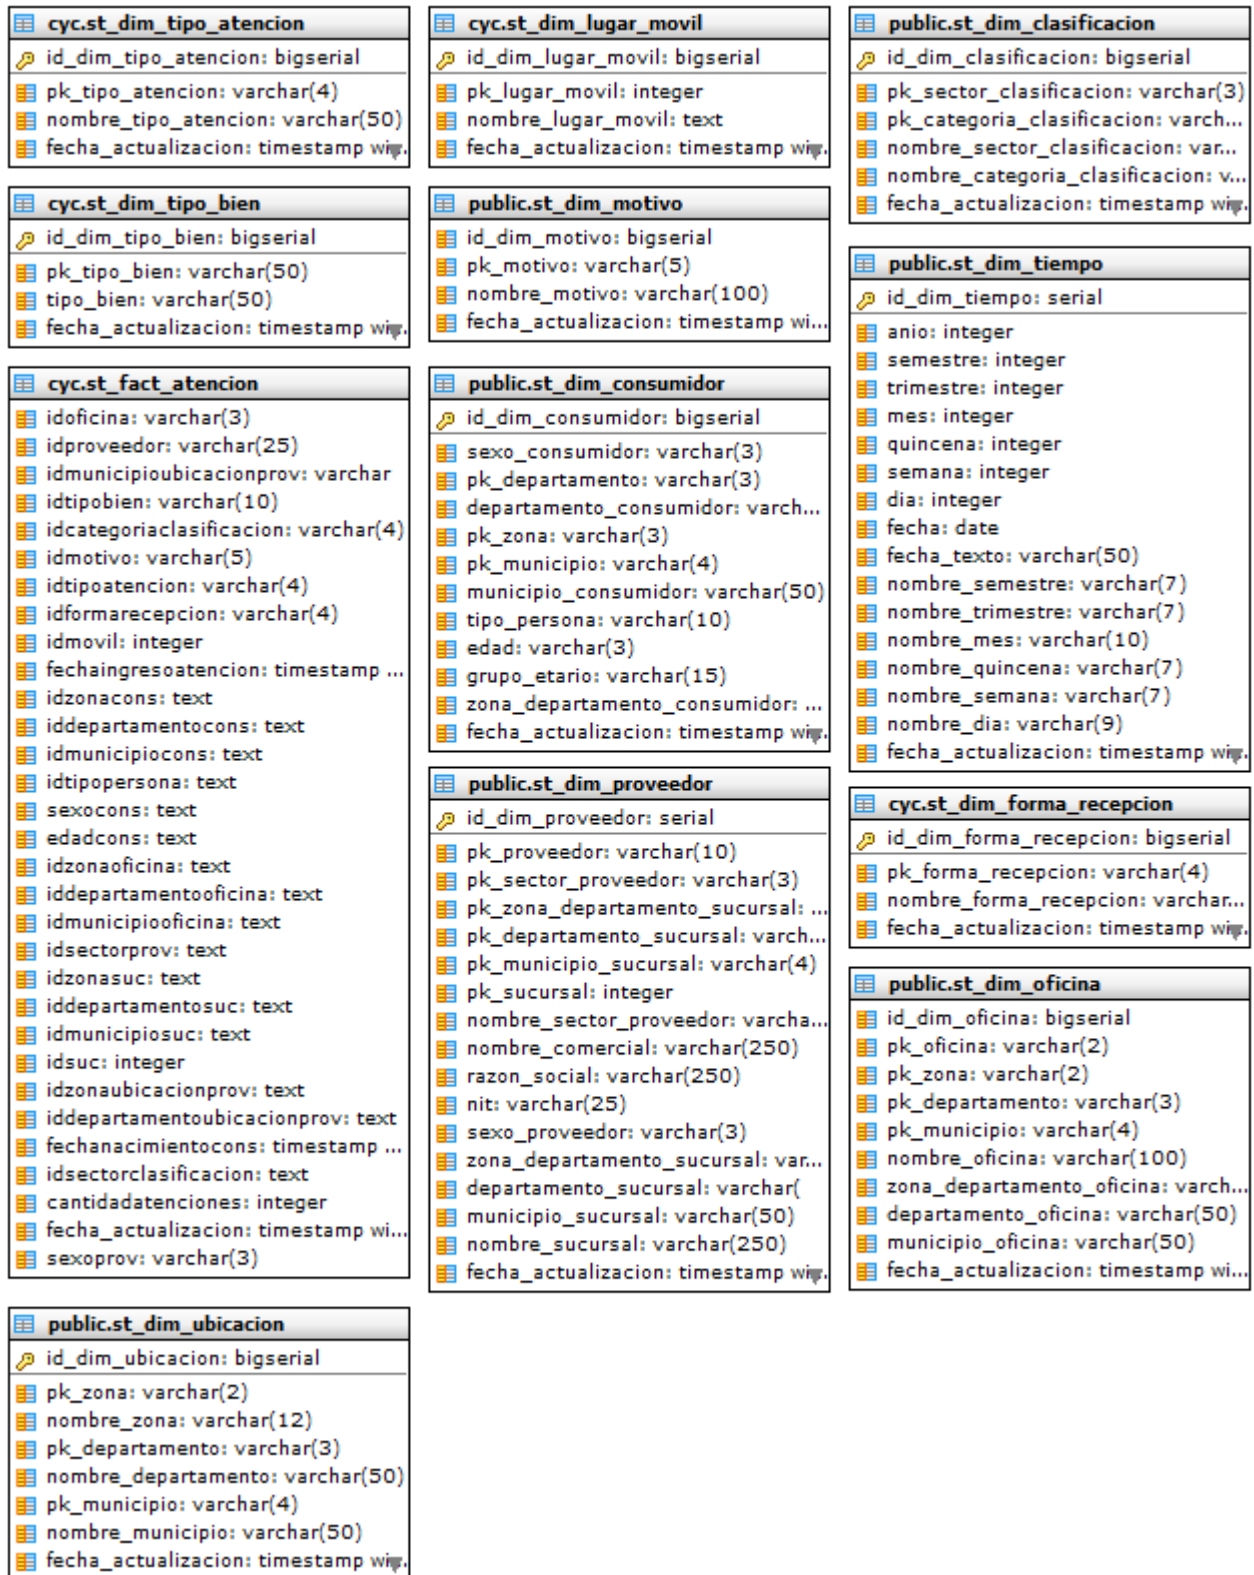 cyc.st_dim_tipo_atencion
id_dim_tipo_atencion: bigserial
pk_tipo_atencion: varchar(4)
nombre_tipo_atencion: varchar(50)
fecha_actualizacion: timestamp wi...
cyc.st_dim_tipo_bien
id_dim_tipo_bien: bigserial
pk_tipo_bien: varchar(50)
tipo_bien: varchar(50)
fecha_actualizacion: timestamp wi...
cyc.st_fact_atencion
idoficina: varchar(3)
idproveedor: varchar(25)
idmunicipioubicacionprov: varchar
idtipobien: varchar(10)
idcategoriaclasificacion: varchar(4)
idmotivo: varchar(5)
idtipoatencion: varchar(4)
idformarecepcion: varchar(4)
idmovil: integer
fechaingresoatencion: timestamp ...
idzonacons: text
iddepartamentocons: text
idmunicipiocons: text
idtipopersona: text
sexocons: text
edadcons: text
idzonaoficina: text
iddepartamentooficina: text
idmunicipiooficina: text
idsectorprov: text
idzonasuc: text
iddepartamentosuc: text
idmunicipiosuc: text
idsuc: integer
idzonaubicacionprov: text
iddepartamentoubicacionprov: text
fechanacimientocons: timestamp ...
idsectorclasificacion: text
cantidadatenciones: integer
fecha_actualizacion: timestamp wi...
sexoprov: varchar(3)
public.st_dim_ubicacion
id_dim_ubicacion: bigserial
pk_zona: varchar(2)
nombre_zona: varchar(12)
pk_departamento: varchar(3)
nombre_departamento: varchar(50)
pk_municipio: varchar(4)
nombre_municipio: varchar(50)
fecha_actualizacion: timestamp wi...
cyc.st_dim_lugar_movil
id_dim_lugar_movil: bigserial
pk_lugar_movil: integer
nombre_lugar_movil: text
fecha_actualizacion: timestamp wi...
public.st_dim_motivo
id_dim_motivo: bigserial
pk_motivo: varchar(5)
nombre_motivo: varchar(100)
fecha_actualizacion: timestamp wi...
public.st_dim_consumidor
id_dim_consumidor: bigserial
sexo_consumidor: varchar(3)
pk_departamento: varchar(3)
departamento_consumidor: varch...
pk_zona: varchar(3)
pk_municipio: varchar(4)
municipio_consumidor: varchar(50)
tipo_persona: varchar(10)
edad: varchar(3)
grupo_etario: varchar(15)
zona_departamento_consumidor: ...
fecha_actualizacion: timestamp wi...
public.st_dim_proveedor
id_dim_proveedor: serial
pk_proveedor: varchar(10)
pk_sector_proveedor: varchar(3)
pk_zona_departamento_sucursal: ...
pk_departamento_sucursal: varch...
pk_municipio_sucursal: varchar(4)
pk_sucursal: integer
nombre_sector_proveedor: varcha...
nombre_comercial: varchar(250)
razon_social: varchar(250)
nit: varchar(25)
sexo_proveedor: varchar(3)
zona_departamento_sucursal: var...
departamento_sucursal: varchar(
municipio_sucursal: varchar(50)
nombre_sucursal: varchar(250)
fecha_actualizacion: timestamp wi...
public.st_dim_clasificacion
id_dim_clasificacion: bigserial
pk_sector_clasificacion: varchar(3)
pk_categoria_clasificacion: varch...
nombre_sector_clasificacion: var...
nombre_categoria_clasificacion: v...
fecha_actualizacion: timestamp wi...
public.st_dim_tiempo
id_dim_tiempo: serial
anio: integer
semestre: integer
trimestre: integer
mes: integer
quincena: integer
semana: integer
dia: integer
fecha: date
fecha_texto: varchar(50)
nombre_semestre: varchar(7)
nombre_trimestre: varchar(7)
nombre_mes: varchar(10)
nombre_quincena: varchar(7)
nombre_semana: varchar(7)
nombre_dia: varchar(9)
fecha_actualizacion: timestamp wi...
cyc.st_dim_forma_recepcion
id_dim_forma_recepcion: bigserial
pk_forma_recepcion: varchar(4)
nombre_forma_recepcion: varchar...
fecha_actualizacion: timestamp wi...
public.st_dim_oficina
id_dim_oficina: bigserial
pk_oficina: varchar(2)
pk_zona: varchar(2)
pk_departamento: varchar(3)
pk_municipio: varchar(4)
nombre_oficina: varchar(100)
zona_departamento_oficina: varch...
departamento_oficina: varchar(50)
municipio_oficina: varchar(50)
fecha_actualizacion: timestamp wi...